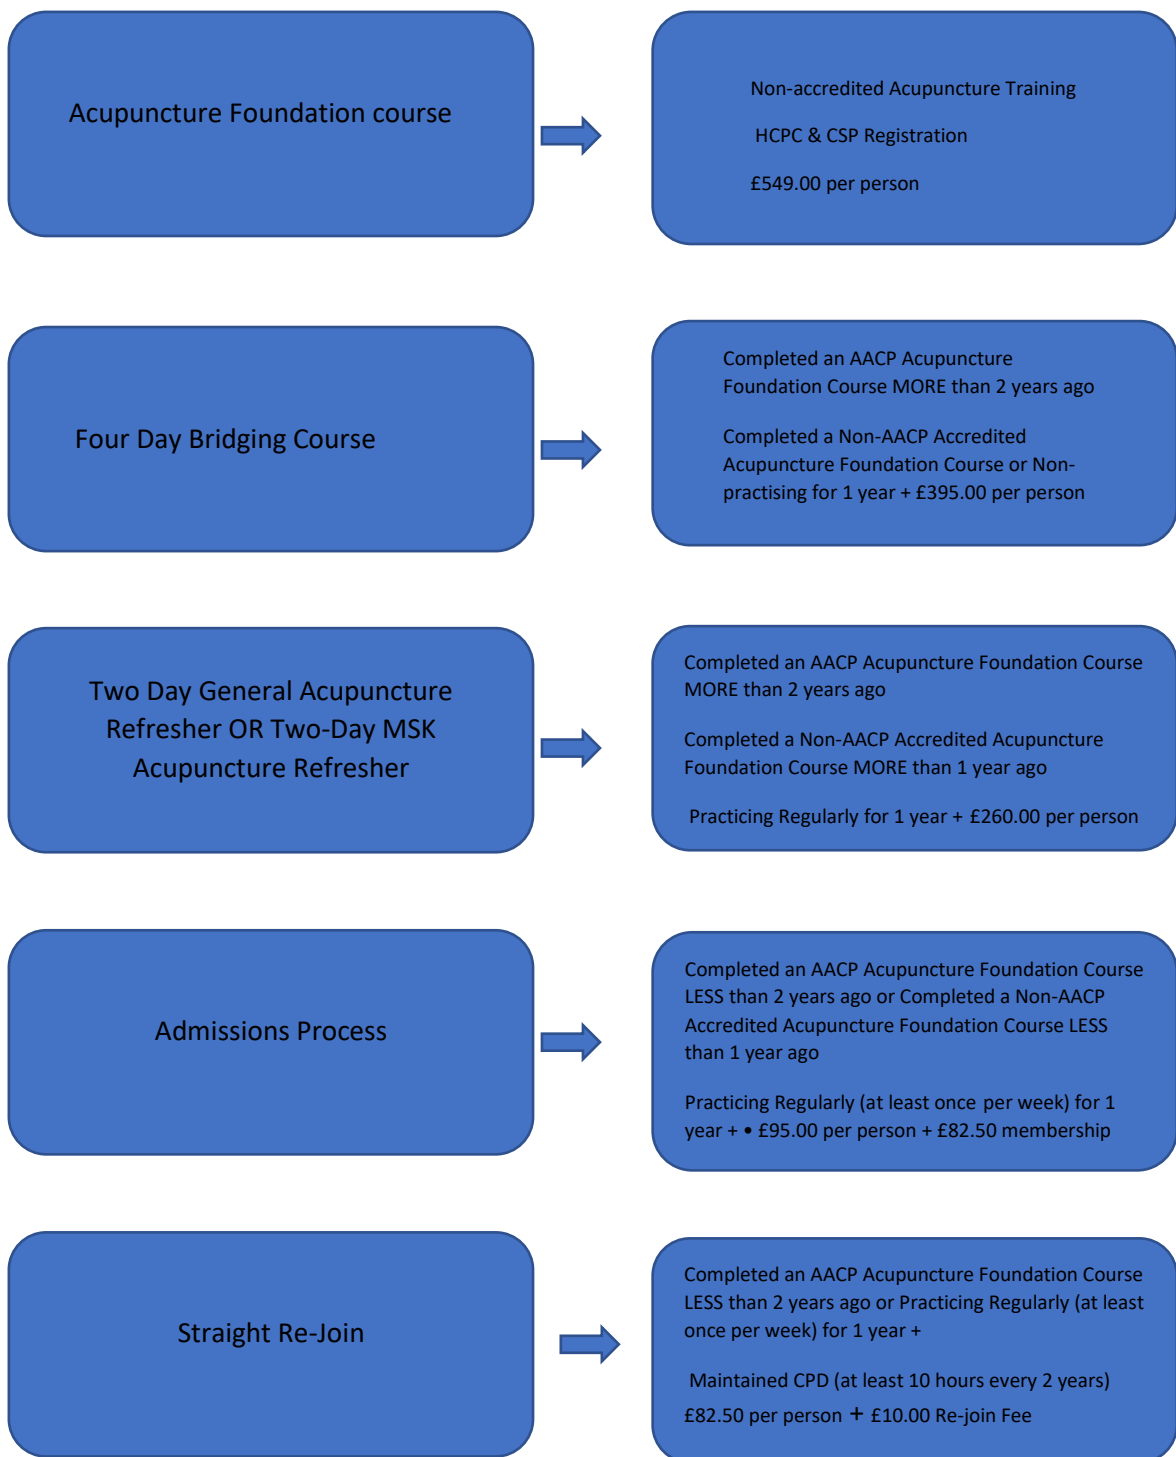 Acupuncture Foundation course
Non-accredited Acupuncture Training
HCPC & CSP Registration
£549.00 per person
Four Day Bridging Course
Completed an AACP Acupuncture
Foundation Course MORE than 2 years ago
Completed a Non-AACP Accredited
Acupuncture Foundation Course or Non-
practising for 1 year + £395.00 per person
Two Day General Acupuncture
Refresher OR Two-Day MSK
Acupuncture Refresher
Completed an AACP Acupuncture Foundation Course
MORE than 2 years ago
Completed a Non-AACP Accredited Acupuncture
Foundation Course MORE than 1 year ago
Practicing Regularly for 1 year + £260.00 per person
Admissions Process
Completed an AACP Acupuncture Foundation Course
LESS than 2 years ago or Completed a Non-AACP
Accredited Acupuncture Foundation Course LESS
than 1 year ago
Practicing Regularly (at least once per week) for 1
year + • £95.00 per person + £82.50 membership
Straight Re-Join
Completed an AACP Acupuncture Foundation Course
LESS than 2 years ago or Practicing Regularly (at least
once per week) for 1 year +
Maintained CPD (at least 10 hours every 2 years)
£82.50 per person + £10.00 Re-join Fee